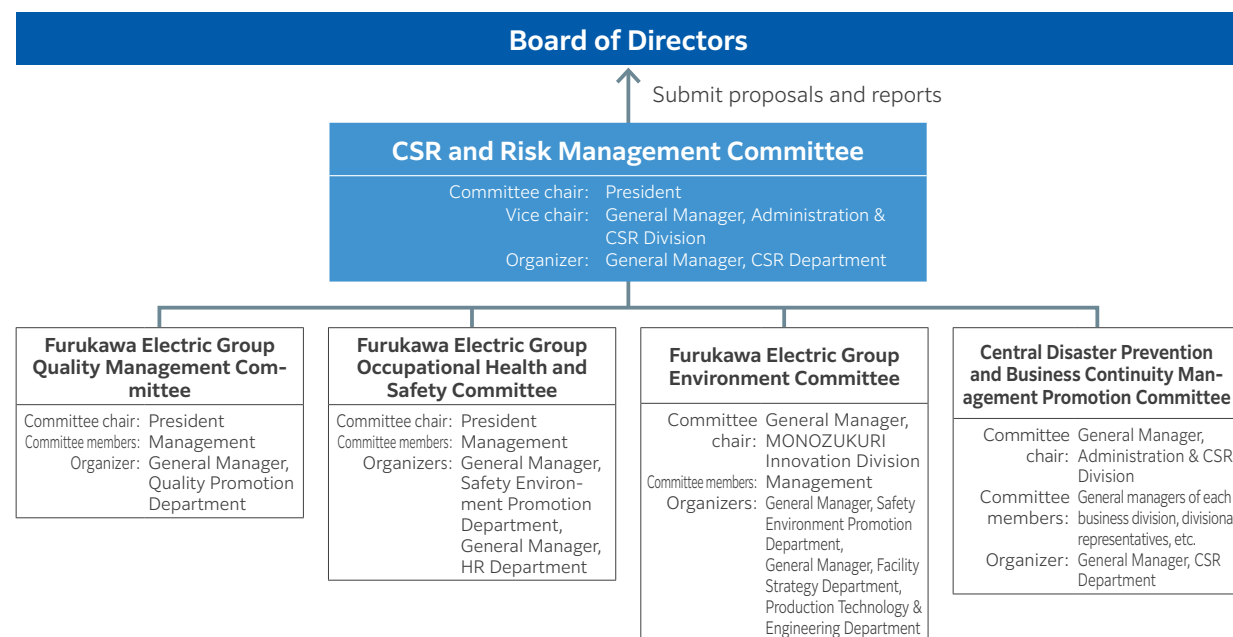 Board of Directors
Submit proposals and reports
CSR and Risk Management Committee
Committee chair: President
Vice chair: General Manager, Administration &
CSR Division
Organizer: General Manager, CSR Department
Furukawa Electric Group
Quality Management Com-
mittee
Committee chair: President
Committee members: Management
Organizer: General Manager,
Quality Promotion
Department
Furukawa Electric Group
Occupational Health and
Safety Committee
Committee chair: President
Committee members: Management
Organizers: General Manager,
Safety Environ-
ment Promotion
Department,
General Manager,
HR Department
Furukawa Electric Group
Environment Committee
Committee General Manager,
chair: MONOZUKURI
Innovation Division
Committee members: Management
Organizers: General Manager, Safety
Environment Promotion
Department,
General Manager, Facility
Strategy Department,
Production Technology &
Engineering Department
Central Disaster Prevention
and Business Continuity Man-
agement Promotion Committee
Committee General Manager,
chair: Administration & CSR
Division
Committee General managers of each
members: business division, divisiona
representatives, etc.
Organizer: General Manager, CSR
Department